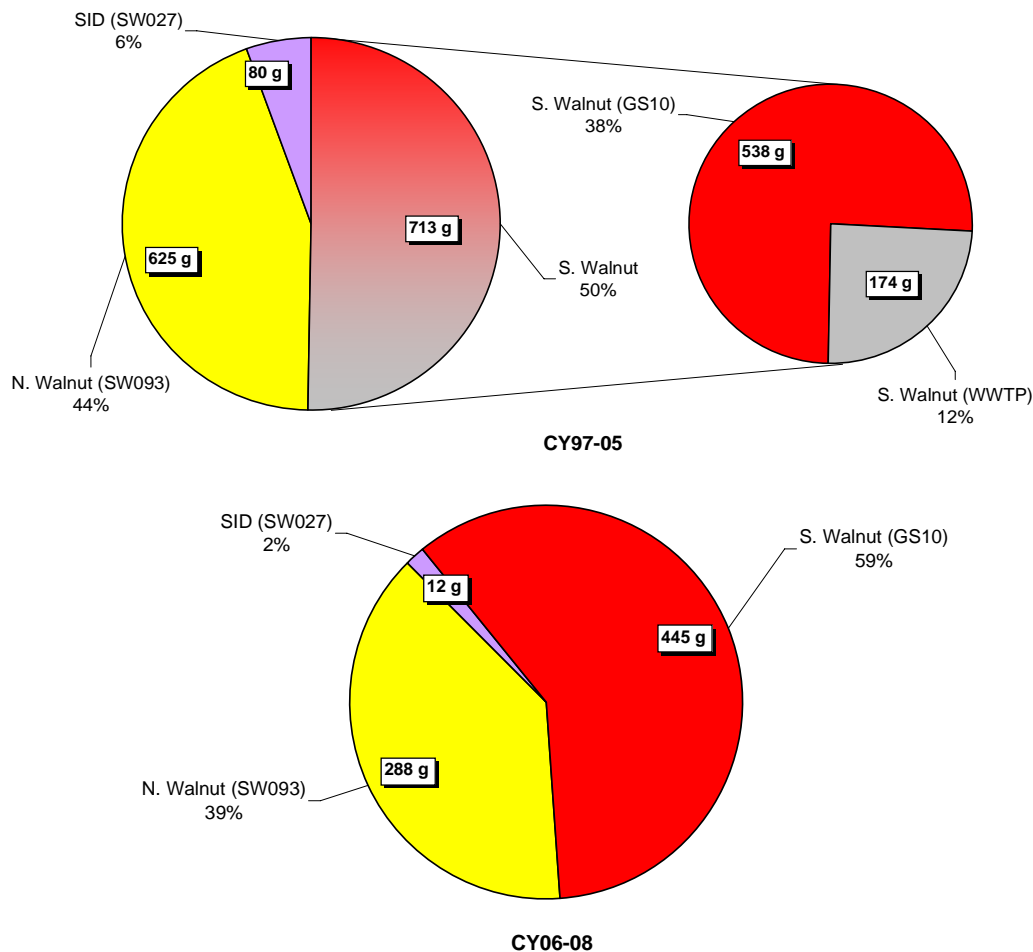 SID (SW027)
6%
80 g
S. Walnut (GS10)
38%
538 g
713 g
625 g
S. Walnut
50%
174 g
N. Walnut (SW093)
44%
S. Walnut (WWTP)
12%
CY97-05
SID (SW027)
2%
S. Walnut (GS10)
59%
12 g
445 g
288 g
N. Walnut (SW093)
39%
CY06-08